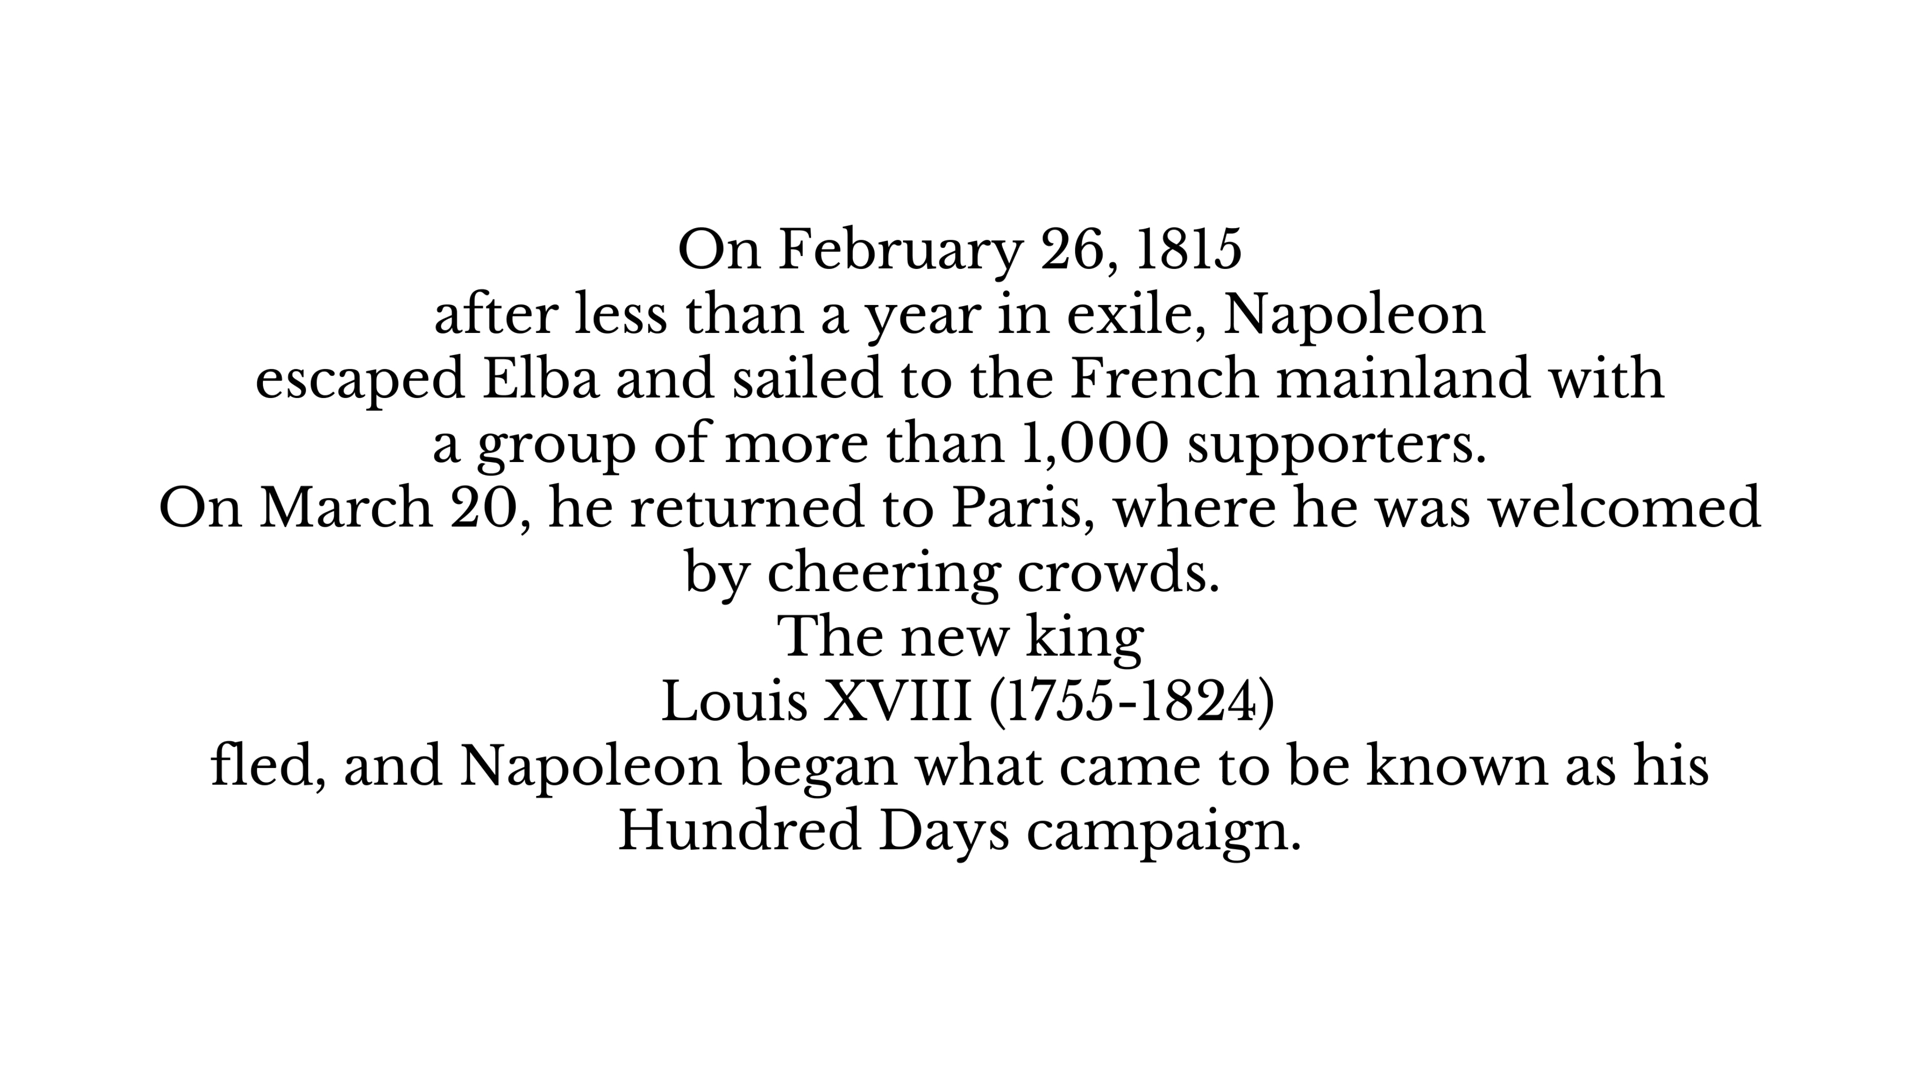 On February 26, 1815
after less than a year in exile, Napoleon
escaped Elba and sailed to the French mainland with
a group of more than 1,000 supporters.
On March 20, he returned to Paris, where he was welcomed
by cheering crowds.
The new king
Louis XVIII (1755-1824)
fled, and Napoleon began what came to be known as his
Hundred Days campaign.